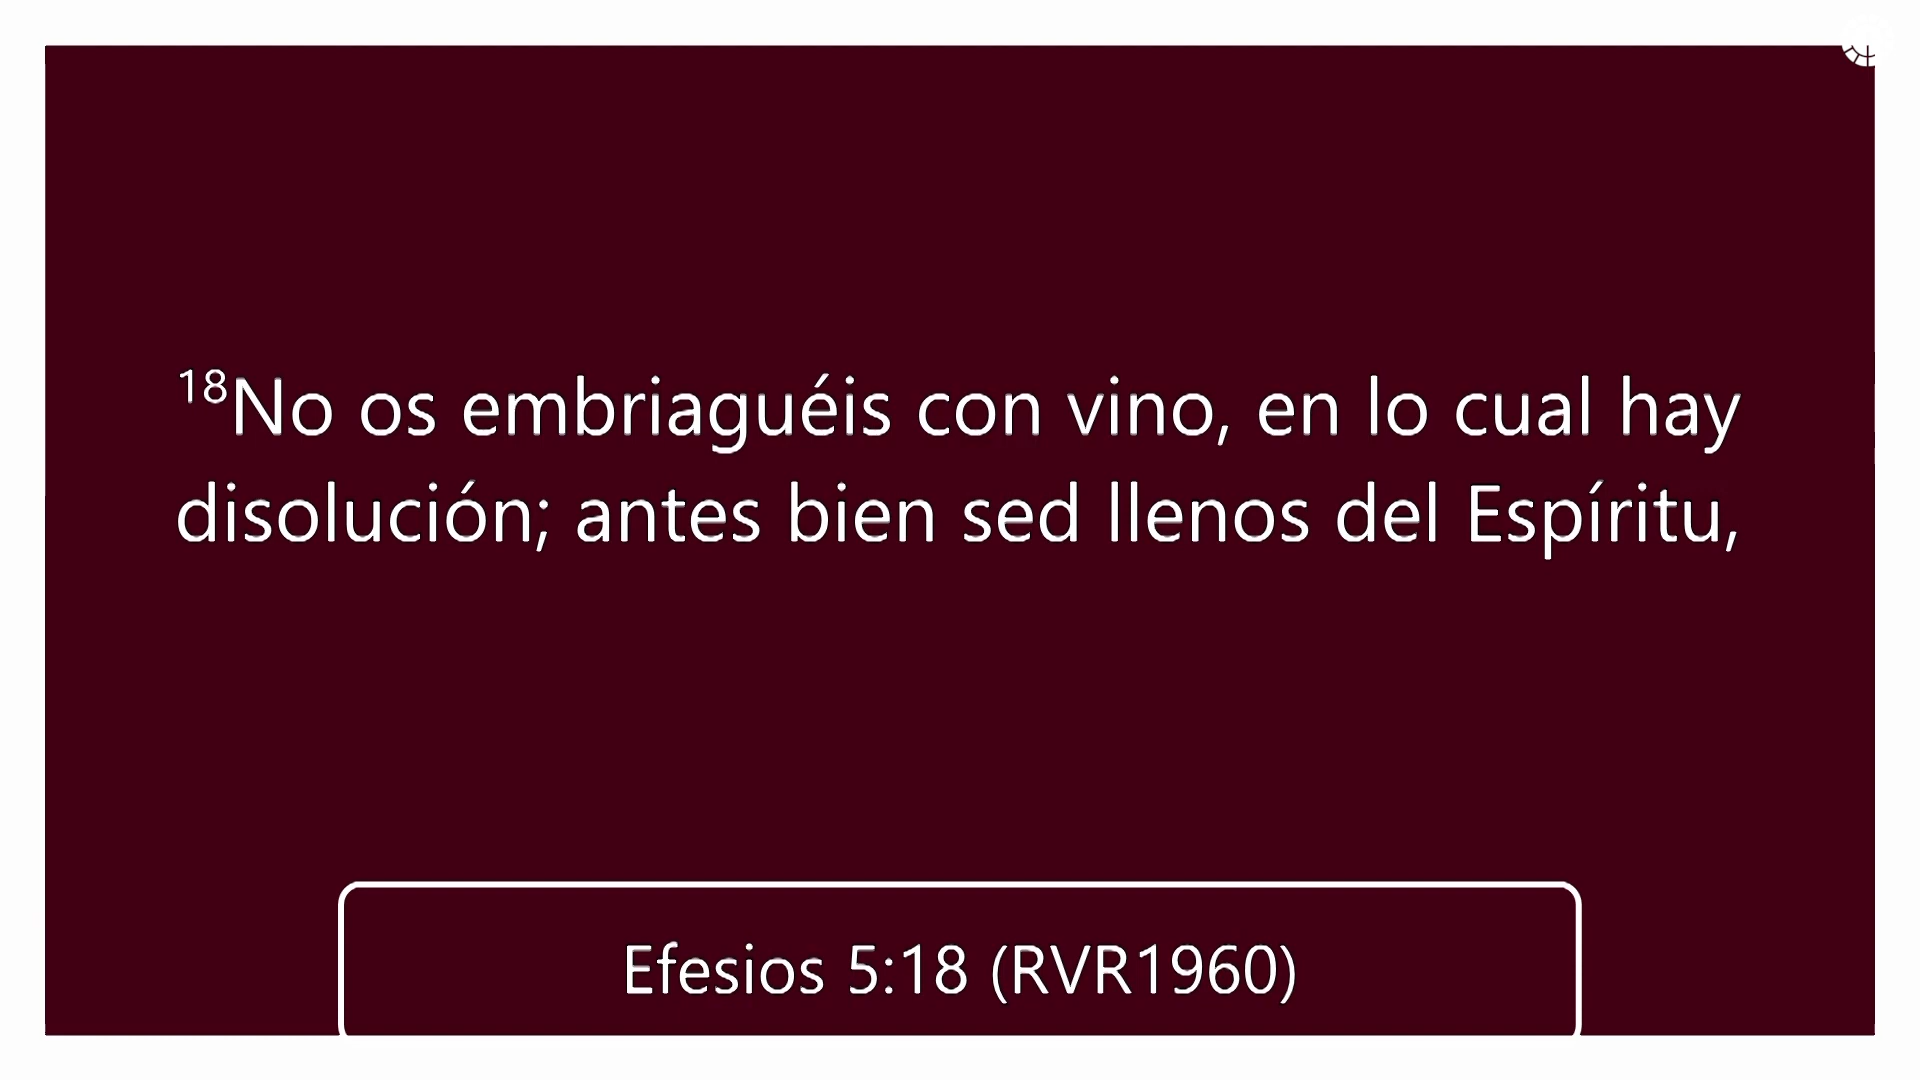 ¹⁸No os embriaguéis con vino, en lo cual hay
disolución; antes bien sed llenos del Espíritu,
Efesios 5:18 (RVR1960)